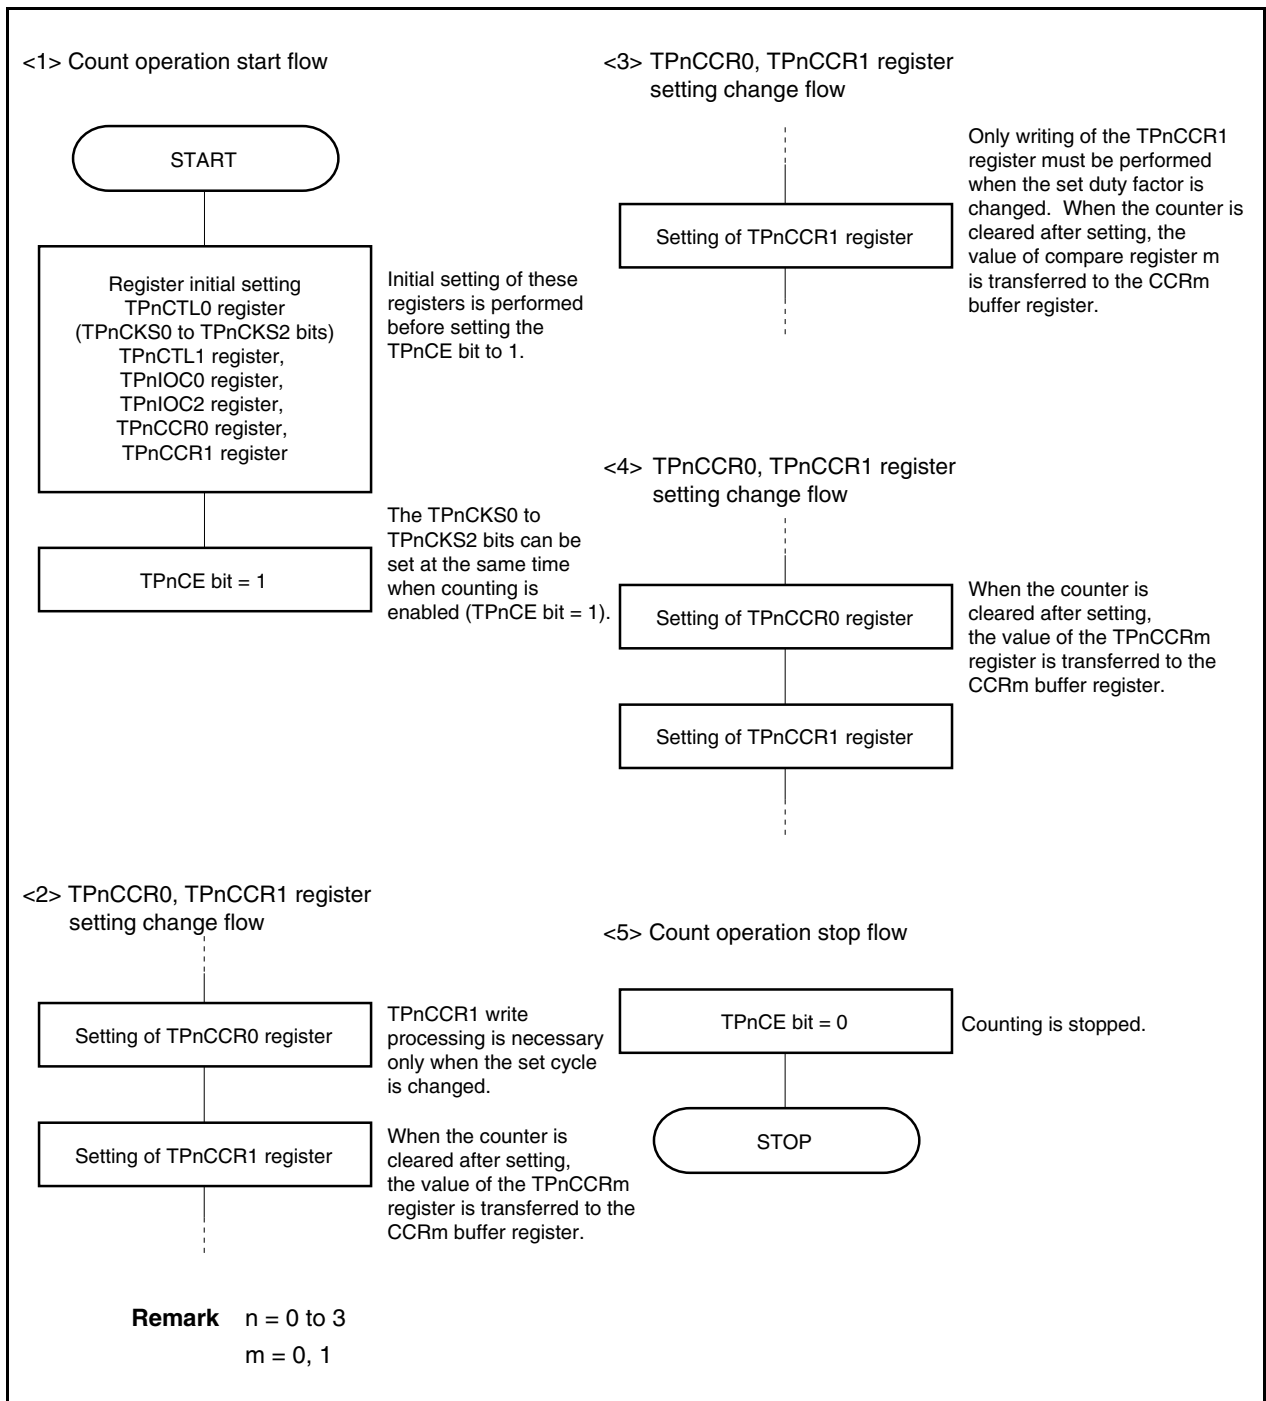 <1> Count operation start flow
START
Register initial setting
TPnCTL0 register
(TPnCKS0 to TPnCKS2 bits)
TPnCTL1 register,
TPnIOC0 register,
TPnIOC2 register,
TPnCCR0 register,
TPnCCR1 register
Initial setting of these
registers is performed
before setting the
TPnCE bit to 1.
TPnCE bit = 1
The TPnCKS0 to
TPnCKS2 bits can be
set at the same time
when counting is
enabled (TPnCE bit = 1).
<2> TPnCCR0, TPnCCR1 register
setting change flow
Setting of TPnCCR0 register
TPnCCR1 write
processing is necessary
only when the set cycle
is changed.
Setting of TPnCCR1 register
When the counter is
cleared after setting,
the value of the TPnCCRm
register is transferred to the
CCRm buffer register.
<3> TPnCCR0, TPnCCR1 register
setting change flow
Setting of TPnCCR1 register
Only writing of the TPnCCR1
register must be performed
when the set duty factor is
changed.  When the counter is
cleared after setting, the
value of compare register m
is transferred to the CCRm
buffer register.
<4> TPnCCR0, TPnCCR1 register
setting change flow
Setting of TPnCCR0 register
When the counter is
cleared after setting,
the value of the TPnCCRm
register is transferred to the
CCRm buffer register.
Setting of TPnCCR1 register
<5> Count operation stop flow
TPnCE bit = 0
Counting is stopped.
STOP
Remark n = 0 to 3
m = 0, 1